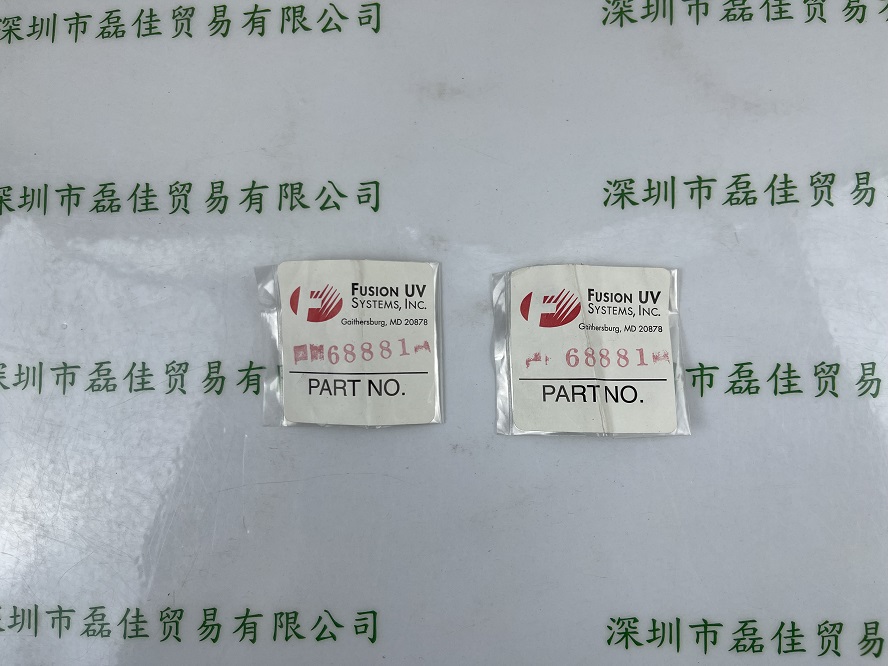 深圳市磊佳贸易有限公司
深圳市磊佳贸易有限
深圳市磊佳贸易有限公司
深圳市磊佳贸易
FUSION UV
SYSTEMS, INC.
Gaithersburg, MD 20878
68881
PART NO.
FUSION UV
SYSTEMS, INC.
Gaithersburg, MD 20878
68881
PART NO.
深圳市磊佳贸易有
市磊佳贸易
深圳市磊佳贸易有限公司
深圳市磊佳贸易